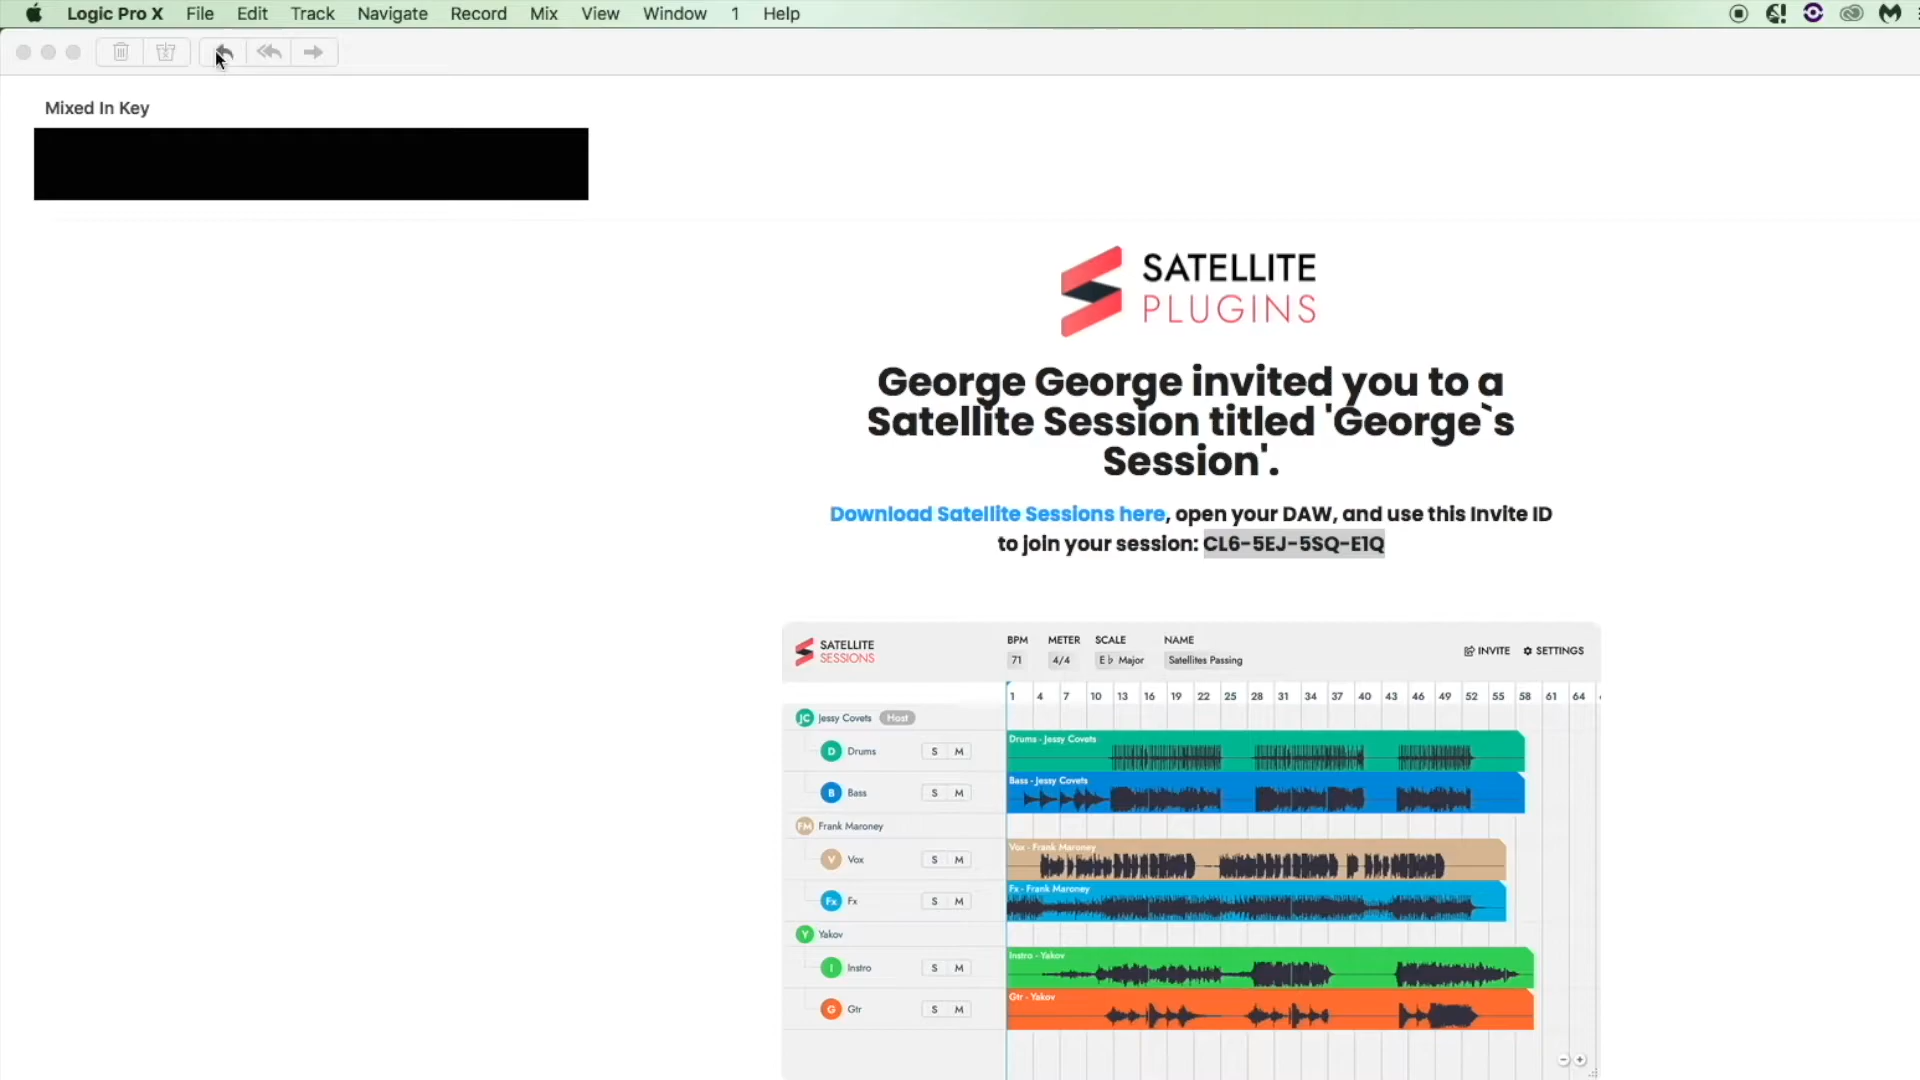 Logic Pro X File Edit Track Navigate Record Mix View Window 1 Help
Mixed In Key
SATELLITE
PLUGINS
George George invited you to a
Satellite Session titled 'George`s
Session'.
Download Satellite Sessions here, open your DAW, and use this Invite ID
to join your session: CL6-5EJ-5SQ-E1Q
SATELLITE
SESSIONS
BPM METER SCALE NAME
71 4/4 E♭ Major Satellites Passing
INVITE SETTINGS
1 4 7 10 13 16 19 22 25 28 31 34 37 40 43 46 49 52 55 58 61 64
JC Jessy Covets Host
D Drums S M
Drums - Jessy Covets
B Bass S M
Bass - Jessy Covets
FM Frank Maroney
V Vox S M
Vox - Frank Maroney
Fx Fx S M
Fx - Frank Maroney
Y Yakov
I Instro S M
Instro - Yakov
G Gtr S M
Gtr - Yakov